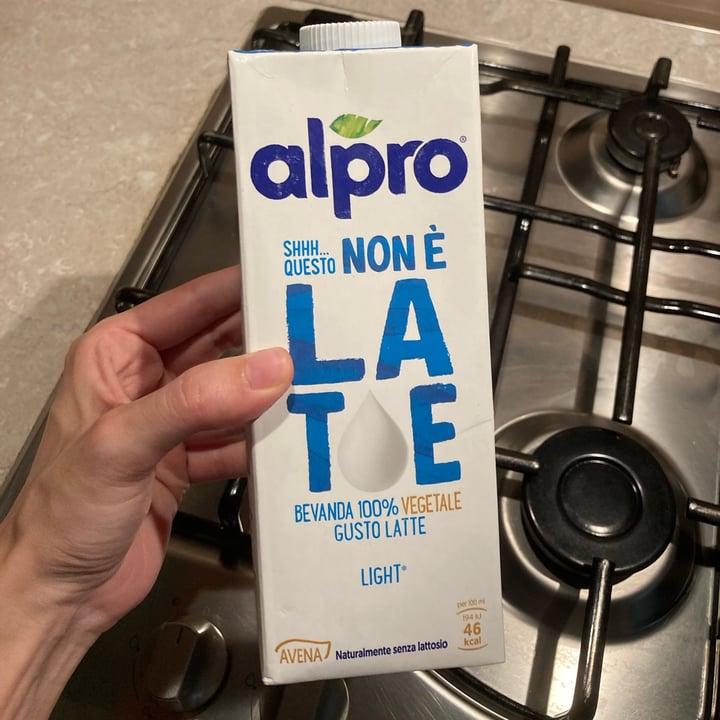 alpro®
SHHH...
QUESTO NON È
LA
TE
BEVANDA 100% VEGETALE
GUSTO LATTE
LIGHT*
AVENA
Naturalmente senza lattosio
per 100 ml
194 kJ
46
kcal